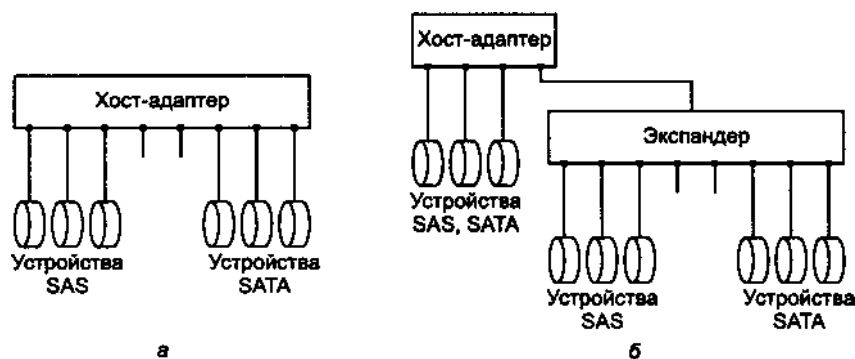 Хост-адаптер
Устройства
SAS
Устройства
SATA
а
Хост-адаптер
Экспандер
Устройства
SAS, SATA
Устройства
SAS
Устройства
SATA
б